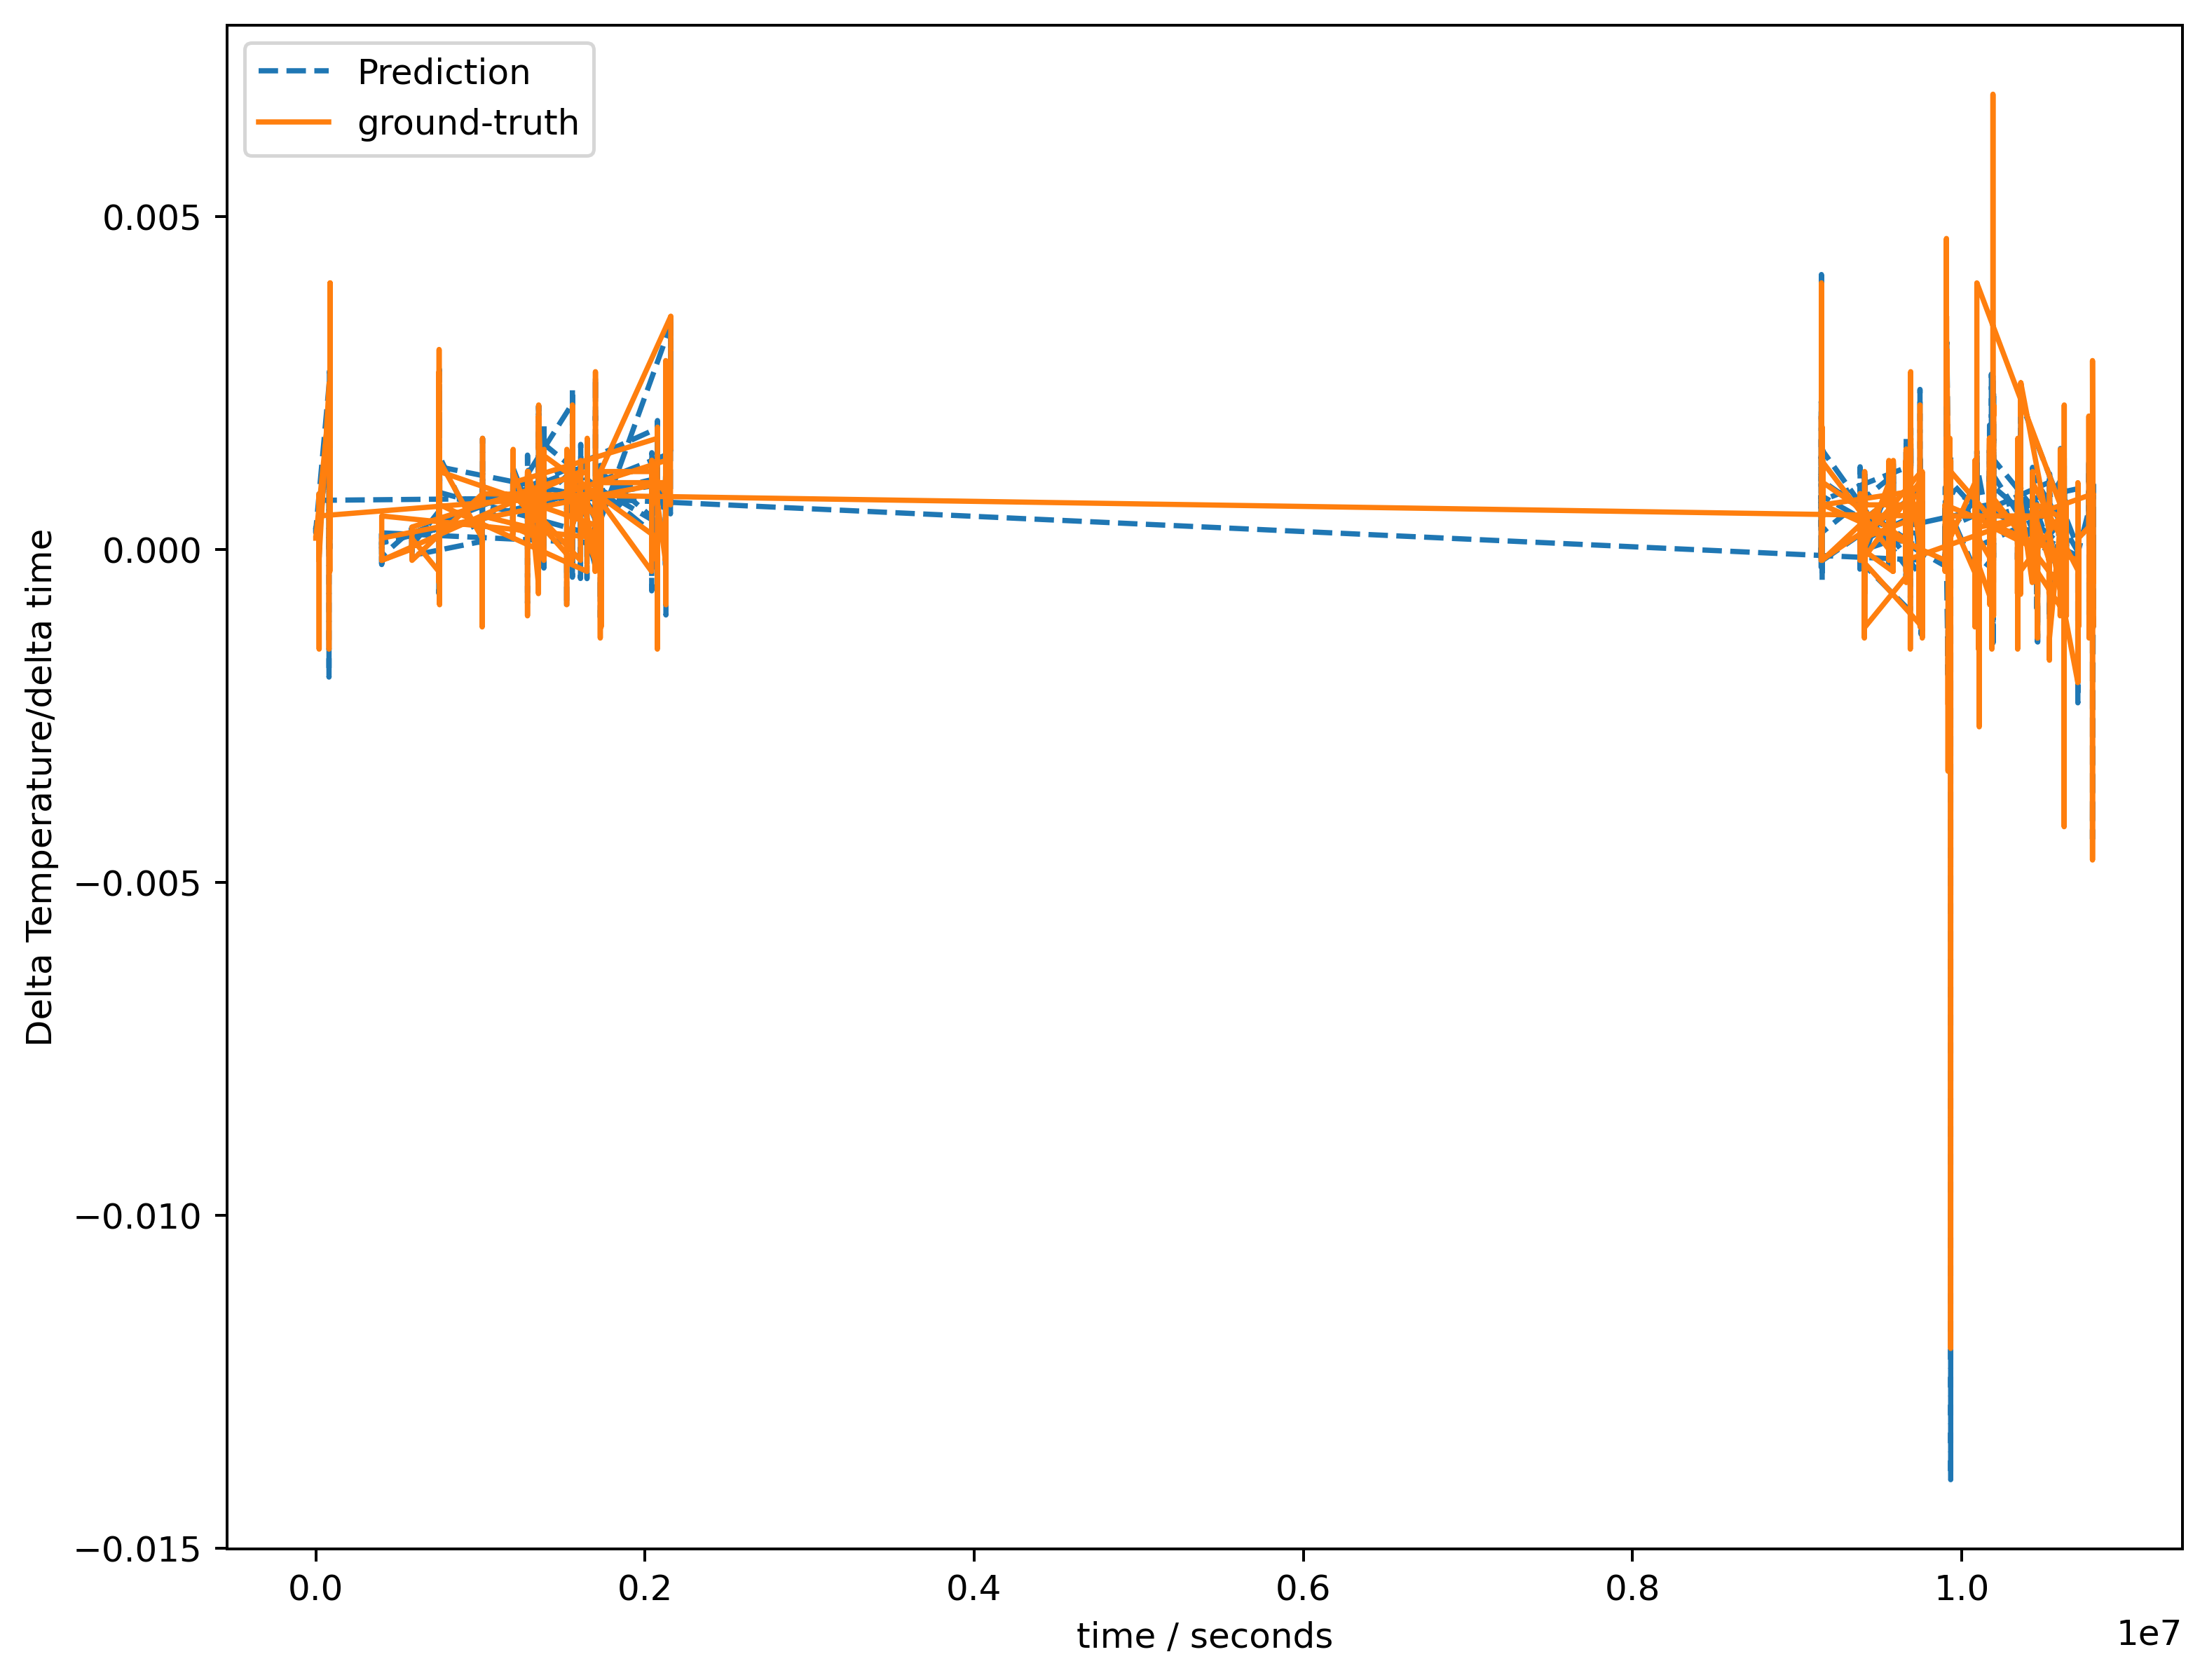 Prediction
ground-truth
0.005
0.000
−0.005
−0.010
−0.015
Delta Temperature/delta time
0.0 0.2 0.4 0.6 0.8 1.0
time / seconds
1e7